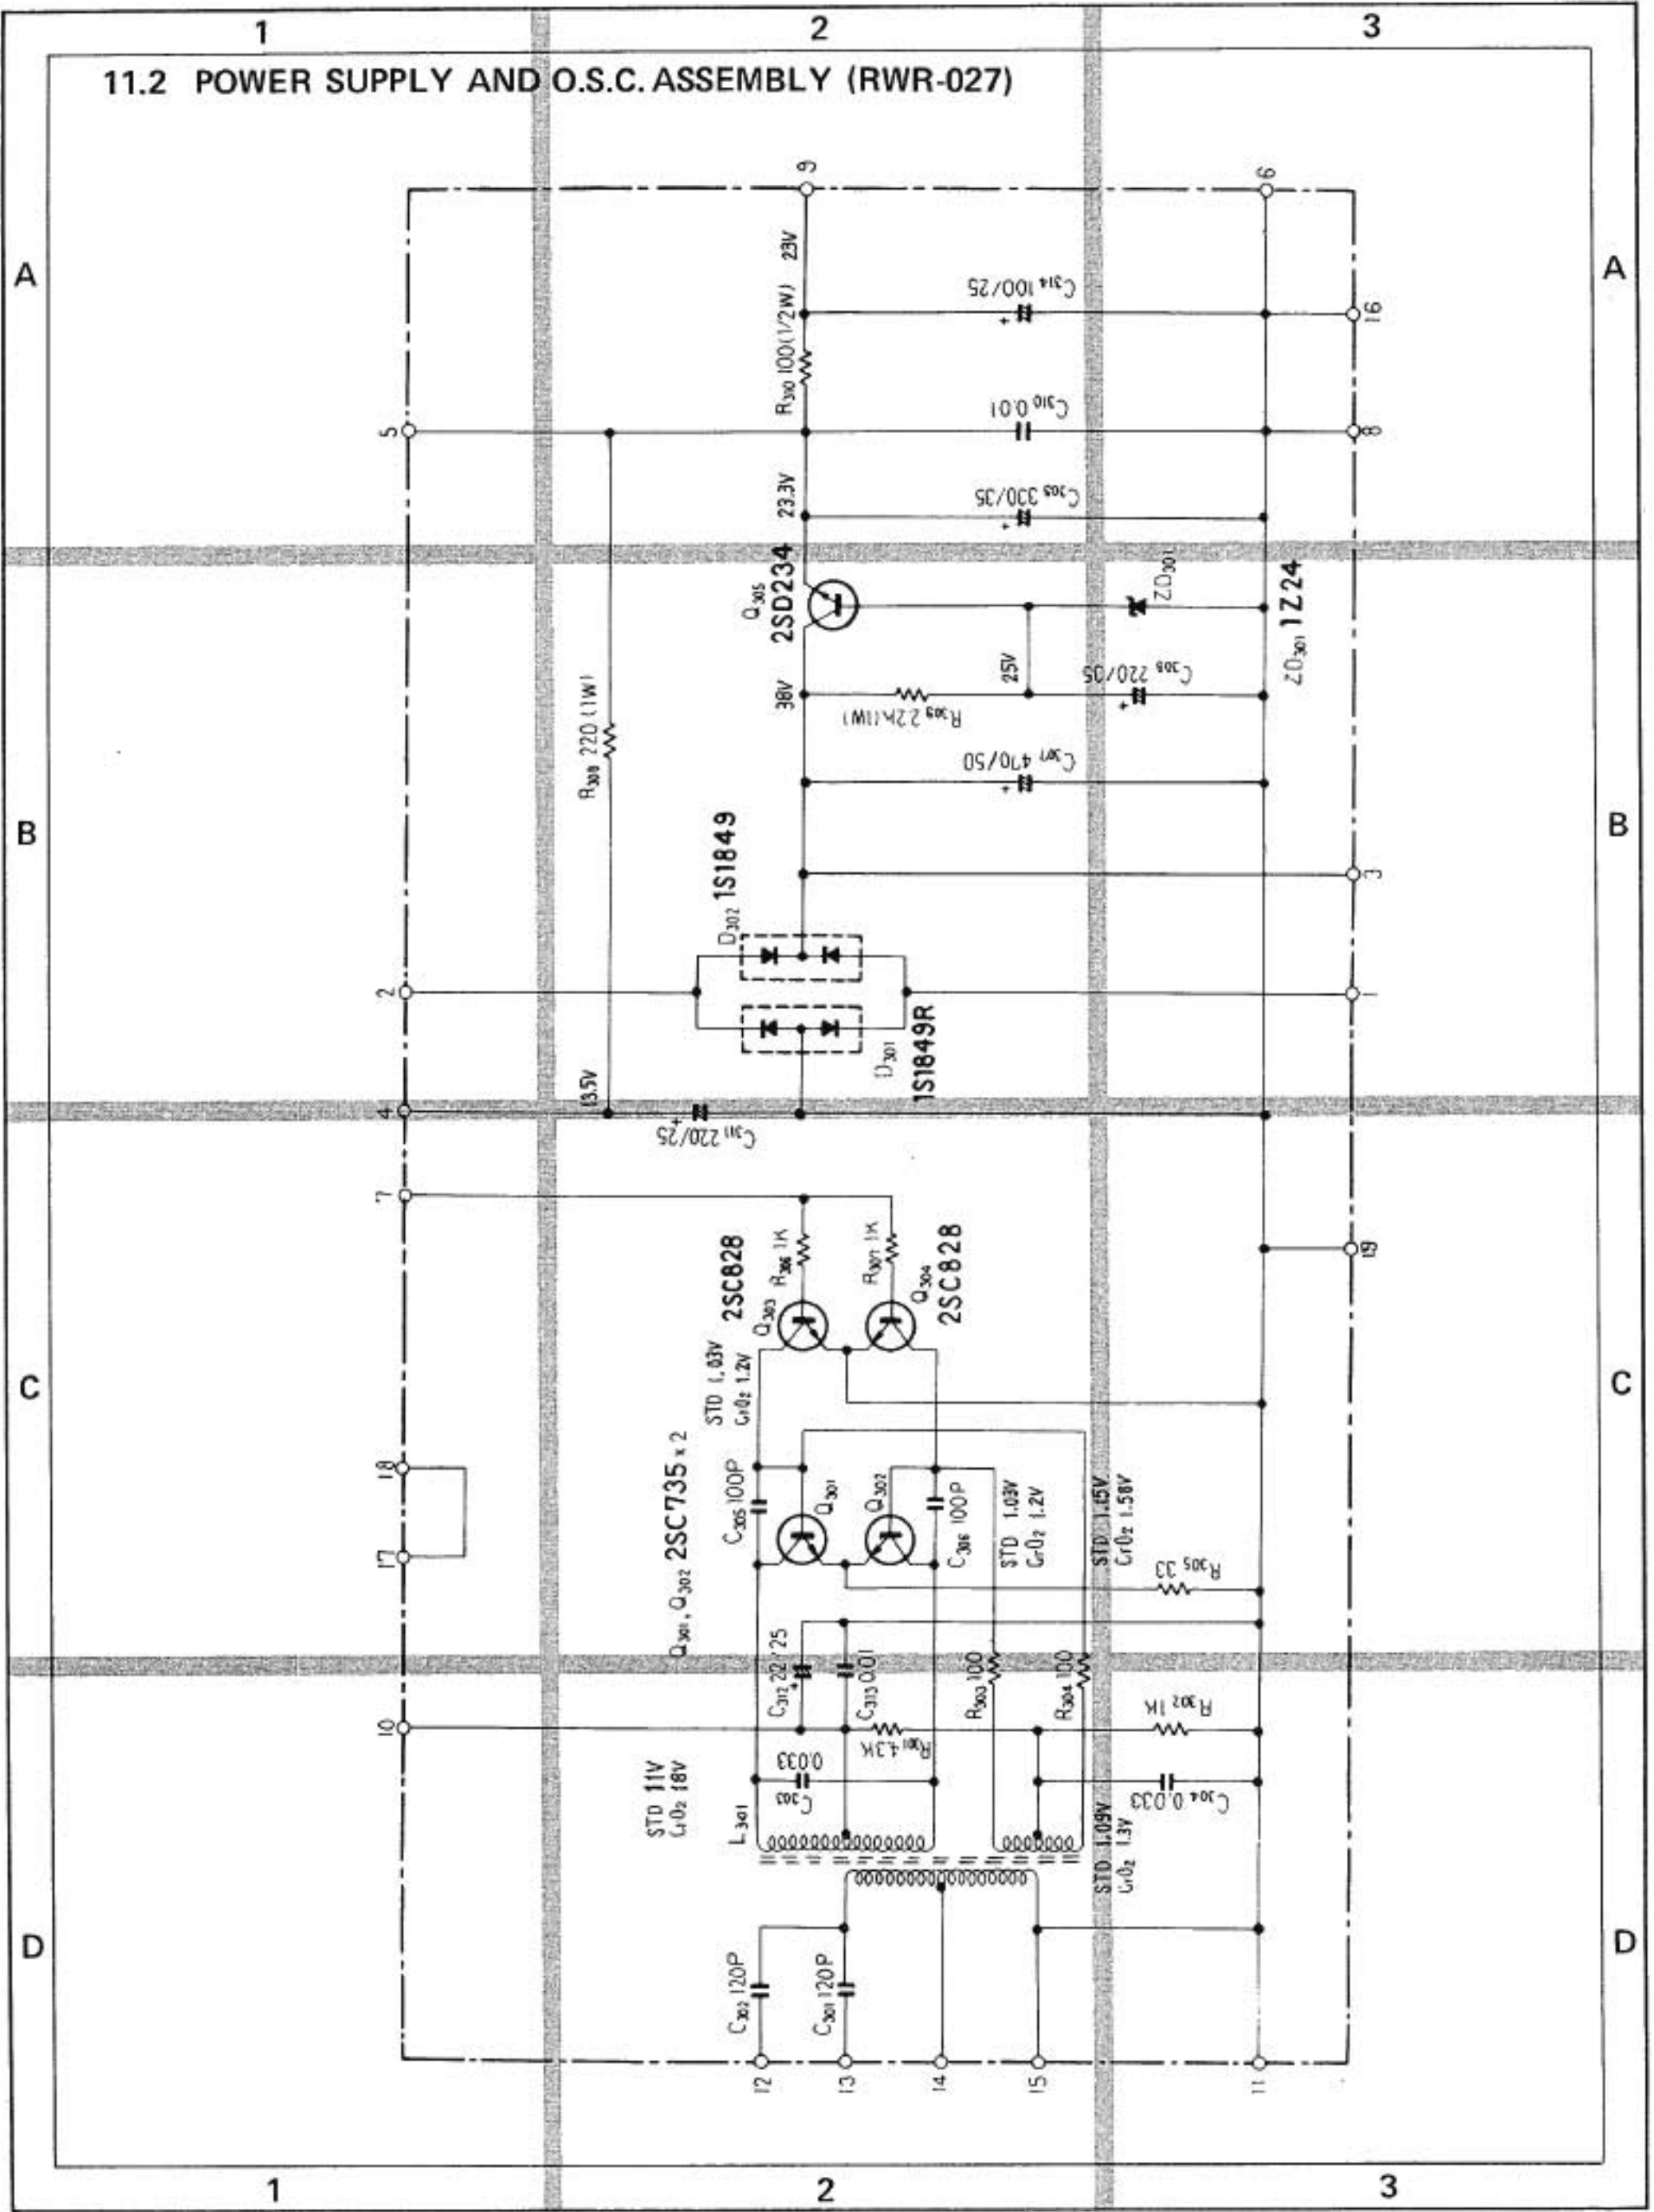 1 2 3
11.2 POWER SUPPLY AND O.S.C. ASSEMBLY (RWR-027)
9 6
A A
23V
C314 100/25
16
R310 100(1/2W)
C310 0.01
5 8
23.3V
C309 330/35
Q305
2SD234
ZD301
ZD301 1Z24
25V
38V
C308 220/35
R309 2.2K(1W)
R308 220 (1W)
C307 470/50
B B
D302 1S1849
3
2 1
D301
1S1849R
13.5V
4
C311 220/25
7
2SC828
R306 1K
R307 1K
19
Q303
Q304
2SC828
STD 1.03V
CrO2 1.2V
C C
Q301, Q302 2SC735 x 2
18
C305 100P
Q301
Q302
C306 100P
STD 1.03V
CrO2 1.2V
STD 1.15V
CrO2 1.58V
17
R305 33
C312 22/25
C313 0.01
R303 100
R304 100
10
R302 1K
R301 4.3K
STD 11V
CrO2 18V
0.033
C303
C304 0.033
L301
STD 1.09V
CrO2 1.3V
D D
C302 120P
C301 120P
12 13 14 15 11
1 2 3